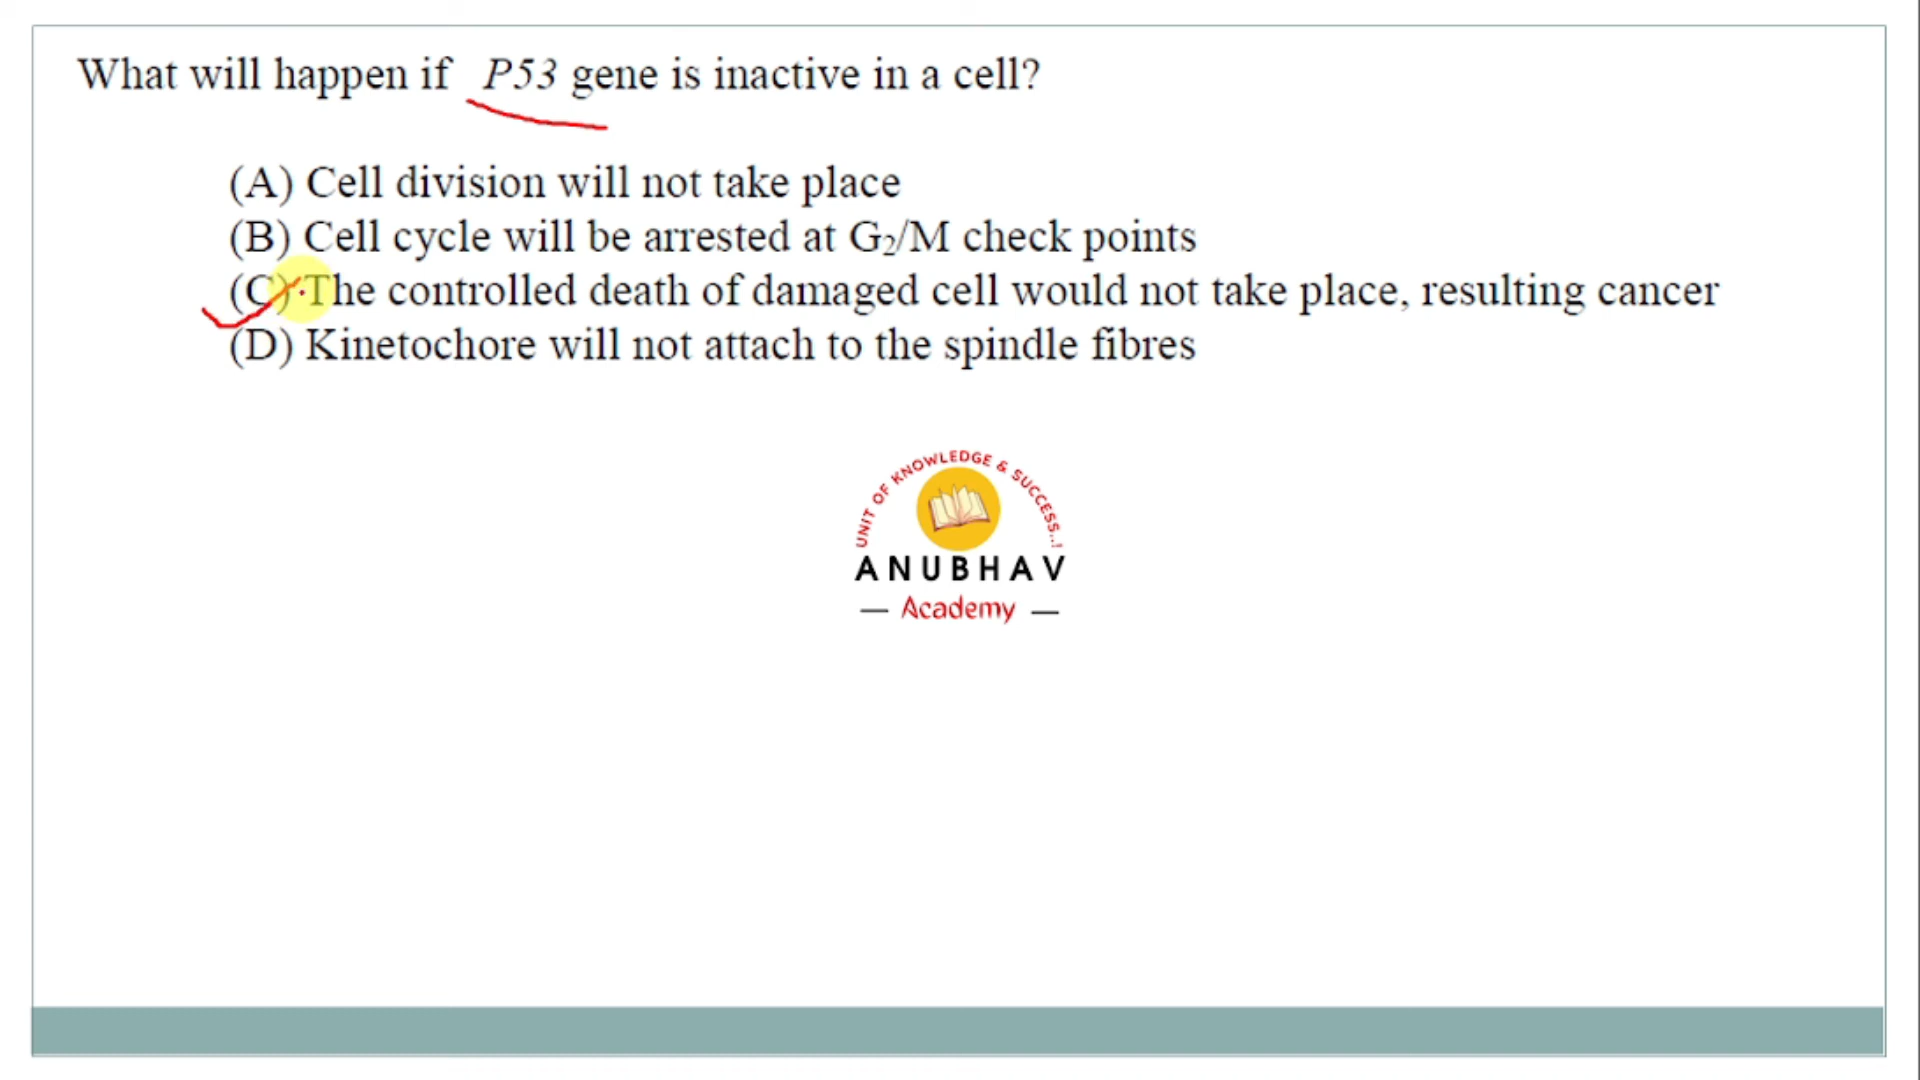 What will happen if P53 gene is inactive in a cell?
(A) Cell division will not take place
(B) Cell cycle will be arrested at G₂/M check points
(C) The controlled death of damaged cell would not take place, resulting cancer
(D) Kinetochore will not attach to the spindle fibres
UNIT OF KNOWLEDGE & SUCCESS..!
ANUBHAV
— Academy —